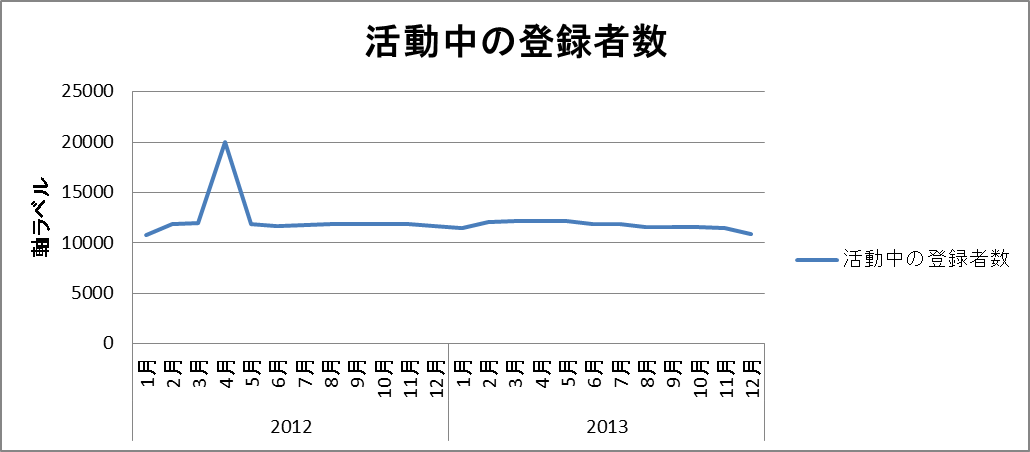 活動中の登録者数
25000
20000
15000
10000
5000
0
軸ラベル
1月
2月
3月
4月
5月
6月
7月
8月
9月
10月
11月
12月
1月
2月
3月
4月
5月
6月
7月
8月
9月
10月
11月
12月
2012
2013
活動中の登録者数